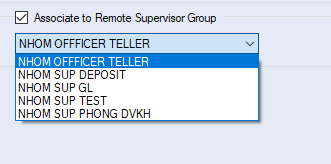 Associate to Remote Supervisor Group
NHOM OFFFICER TELLER
NHOM OFFFICER TELLER
NHOM SUP DEPOSIT
NHOM SUP GL
NHOM SUP TEST
NHOM SUP PHONG DVKH